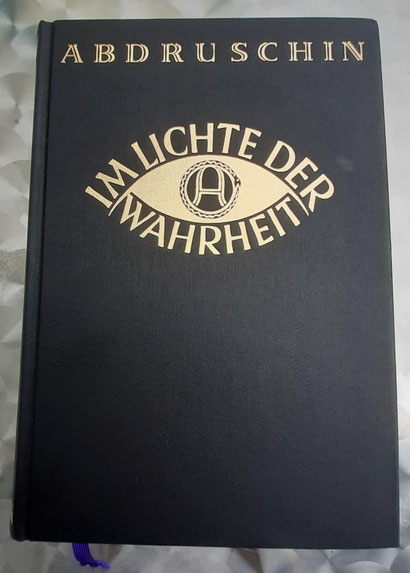 ABDRUSCHIN
IM LICHTE DER
A
WAHRHEIT